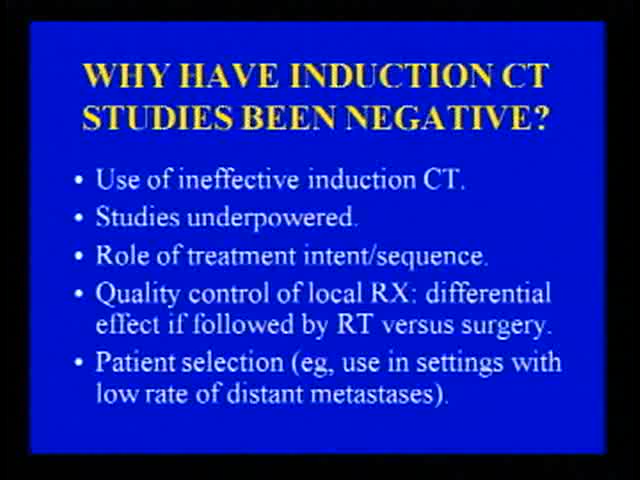 WHY HAVE INDUCTION CT
STUDIES BEEN NEGATIVE?
• Use of ineffective induction CT.
• Studies underpowered.
• Role of treatment intent/sequence.
• Quality control of local RX: differential
effect if followed by RT versus surgery.
• Patient selection (eg, use in settings with
low rate of distant metastases).